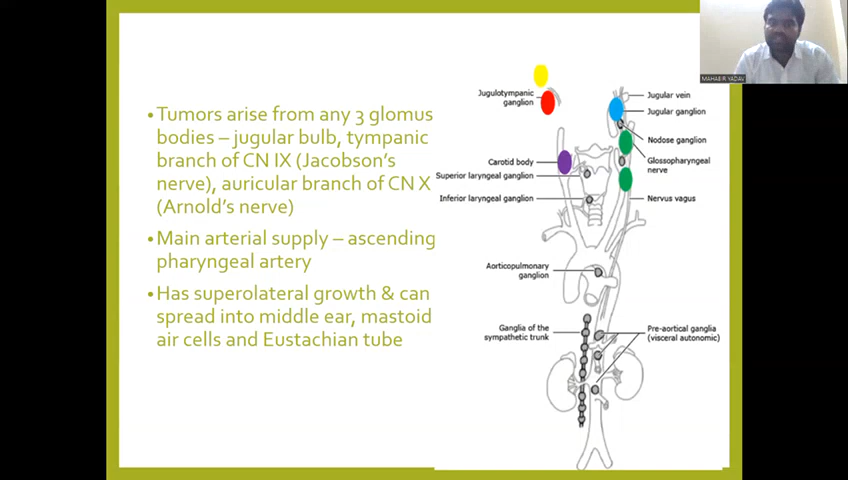 MAHABIR YADAV
• Tumors arise from any 3 glomus
bodies – jugular bulb, tympanic
branch of CN IX (Jacobson's
nerve), auricular branch of CN X
(Arnold's nerve)
• Main arterial supply – ascending
pharyngeal artery
• Has superolateral growth & can
spread into middle ear, mastoid
air cells and Eustachian tube
Jugulotympanic
ganglion
Jugular vein
Jugular ganglion
Nodose ganglion
Carotid body
Glossopharyngeal
nerve
Superior laryngeal ganglion
Inferior laryngeal ganglion
Nervus vagus
Aorticopulmonary
ganglion
Ganglia of the
sympathetic trunk
Pre-aortical ganglia
(visceral autonomic)